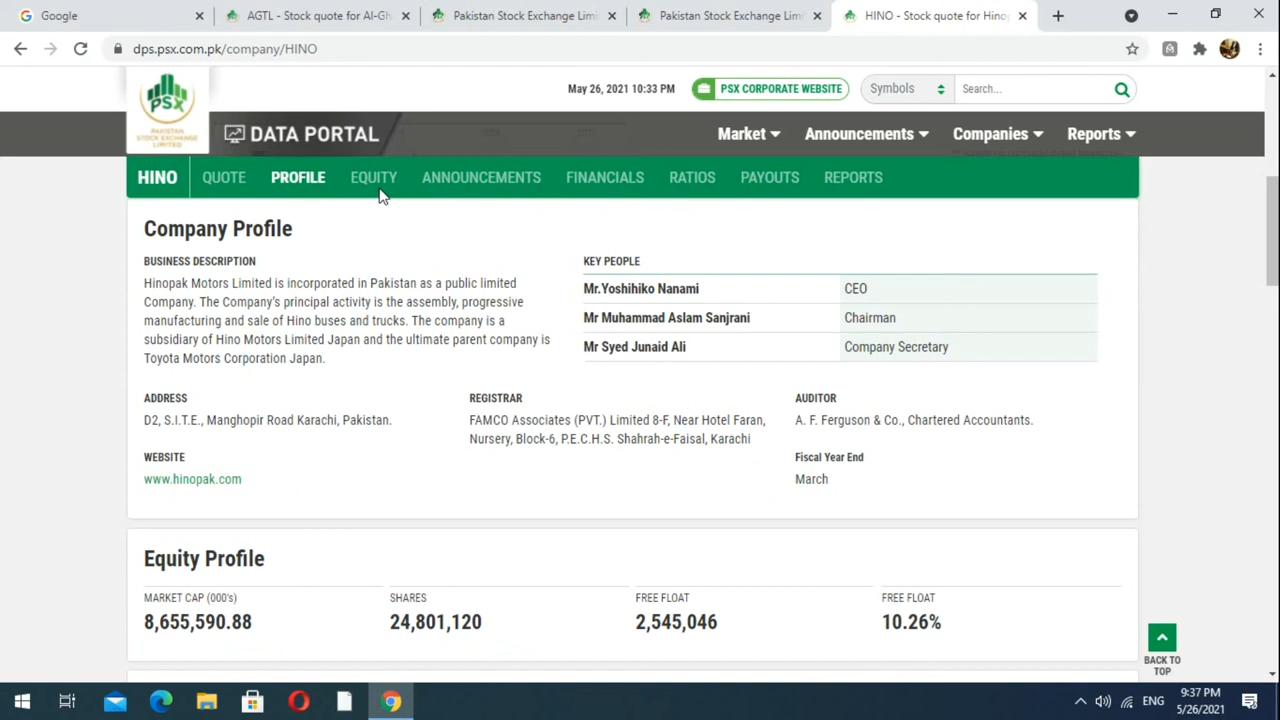 Google
AGTL - Stock quote for Al-Gh
Pakistan Stock Exchange Limi
Pakistan Stock Exchange Limi
HINO - Stock quote for Hino
dps.psx.com.pk/company/HINO
PSX
PAKISTAN
STOCK EXCHANGE
LIMITED
May 26, 2021 10:33 PM
PSX CORPORATE WEBSITE
Symbols
Search...
DATA PORTAL
Market
Announcements
Companies
Reports
HINO QUOTE PROFILE EQUITY ANNOUNCEMENTS FINANCIALS RATIOS PAYOUTS REPORTS
Company Profile
BUSINESS DESCRIPTION
Hinopak Motors Limited is incorporated in Pakistan as a public limited
Company. The Company's principal activity is the assembly, progressive
manufacturing and sale of Hino buses and trucks. The company is a
subsidiary of Hino Motors Limited Japan and the ultimate parent company is
Toyota Motors Corporation Japan.
KEY PEOPLE
Mr.Yoshihiko Nanami CEO
Mr Muhammad Aslam Sanjrani Chairman
Mr Syed Junaid Ali Company Secretary
ADDRESS
D2, S.I.T.E., Manghopir Road Karachi, Pakistan.
REGISTRAR
FAMCO Associates (PVT.) Limited 8-F, Near Hotel Faran,
Nursery, Block-6, P.E.C.H.S. Shahrah-e-Faisal, Karachi
AUDITOR
A. F. Ferguson & Co., Chartered Accountants.
WEBSITE
www.hinopak.com
Fiscal Year End
March
Equity Profile
MARKET CAP (000's)
8,655,590.88
SHARES
24,801,120
FREE FLOAT
2,545,046
FREE FLOAT
10.26%
BACK TO
TOP
ENG
9:37 PM
5/26/2021